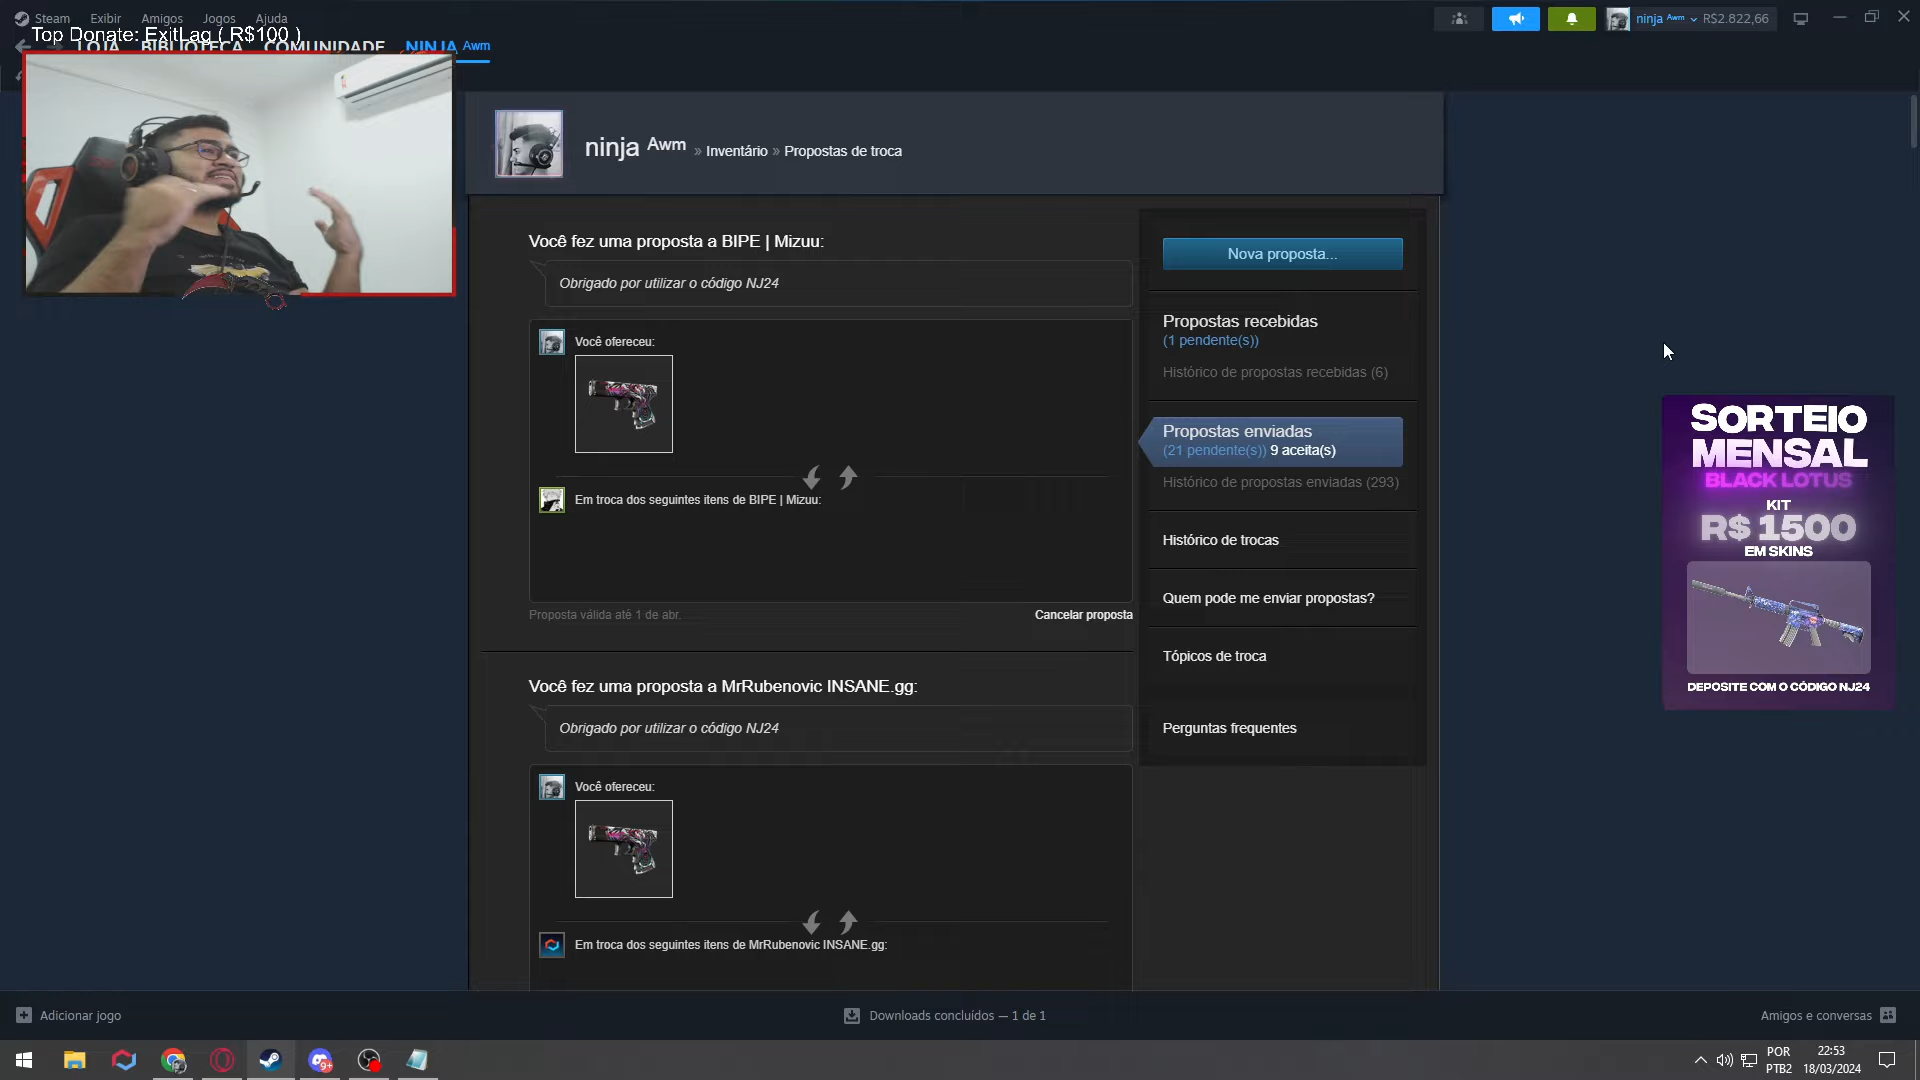 Steam Exibir Amigos Jogos Ajuda
ninja ᴬʷᵐ R$2.822,66
Top Donate: ExitLag ( R$100 )
LOJA BIBLIOTECA COMUNIDADE NINJA ᴬʷᵐ
ninja ᴬʷᵐ » Inventário » Propostas de troca
Você fez uma proposta a BIPE | Mizuu:
Obrigado por utilizar o código NJ24
Você ofereceu:
Em troca dos seguintes itens de BIPE | Mizuu:
Proposta válida até 1 de abr.
Cancelar proposta
Você fez uma proposta a MrRubenovic INSANE.gg:
Obrigado por utilizar o código NJ24
Você ofereceu:
Em troca dos seguintes itens de MrRubenovic INSANE.gg:
Nova proposta...
Propostas recebidas
(1 pendente(s))
Histórico de propostas recebidas (6)
Propostas enviadas
(21 pendente(s)) 9 aceita(s)
Histórico de propostas enviadas (293)
Histórico de trocas
Quem pode me enviar propostas?
Tópicos de troca
Perguntas frequentes
SORTEIO
MENSAL
BLACK LOTUS
KIT
R$ 1500
EM SKINS
DEPOSITE COM O CÓDIGO NJ24
Adicionar jogo
Downloads concluídos — 1 de 1
Amigos e conversas
9+
POR
PTB2
22:53
18/03/2024